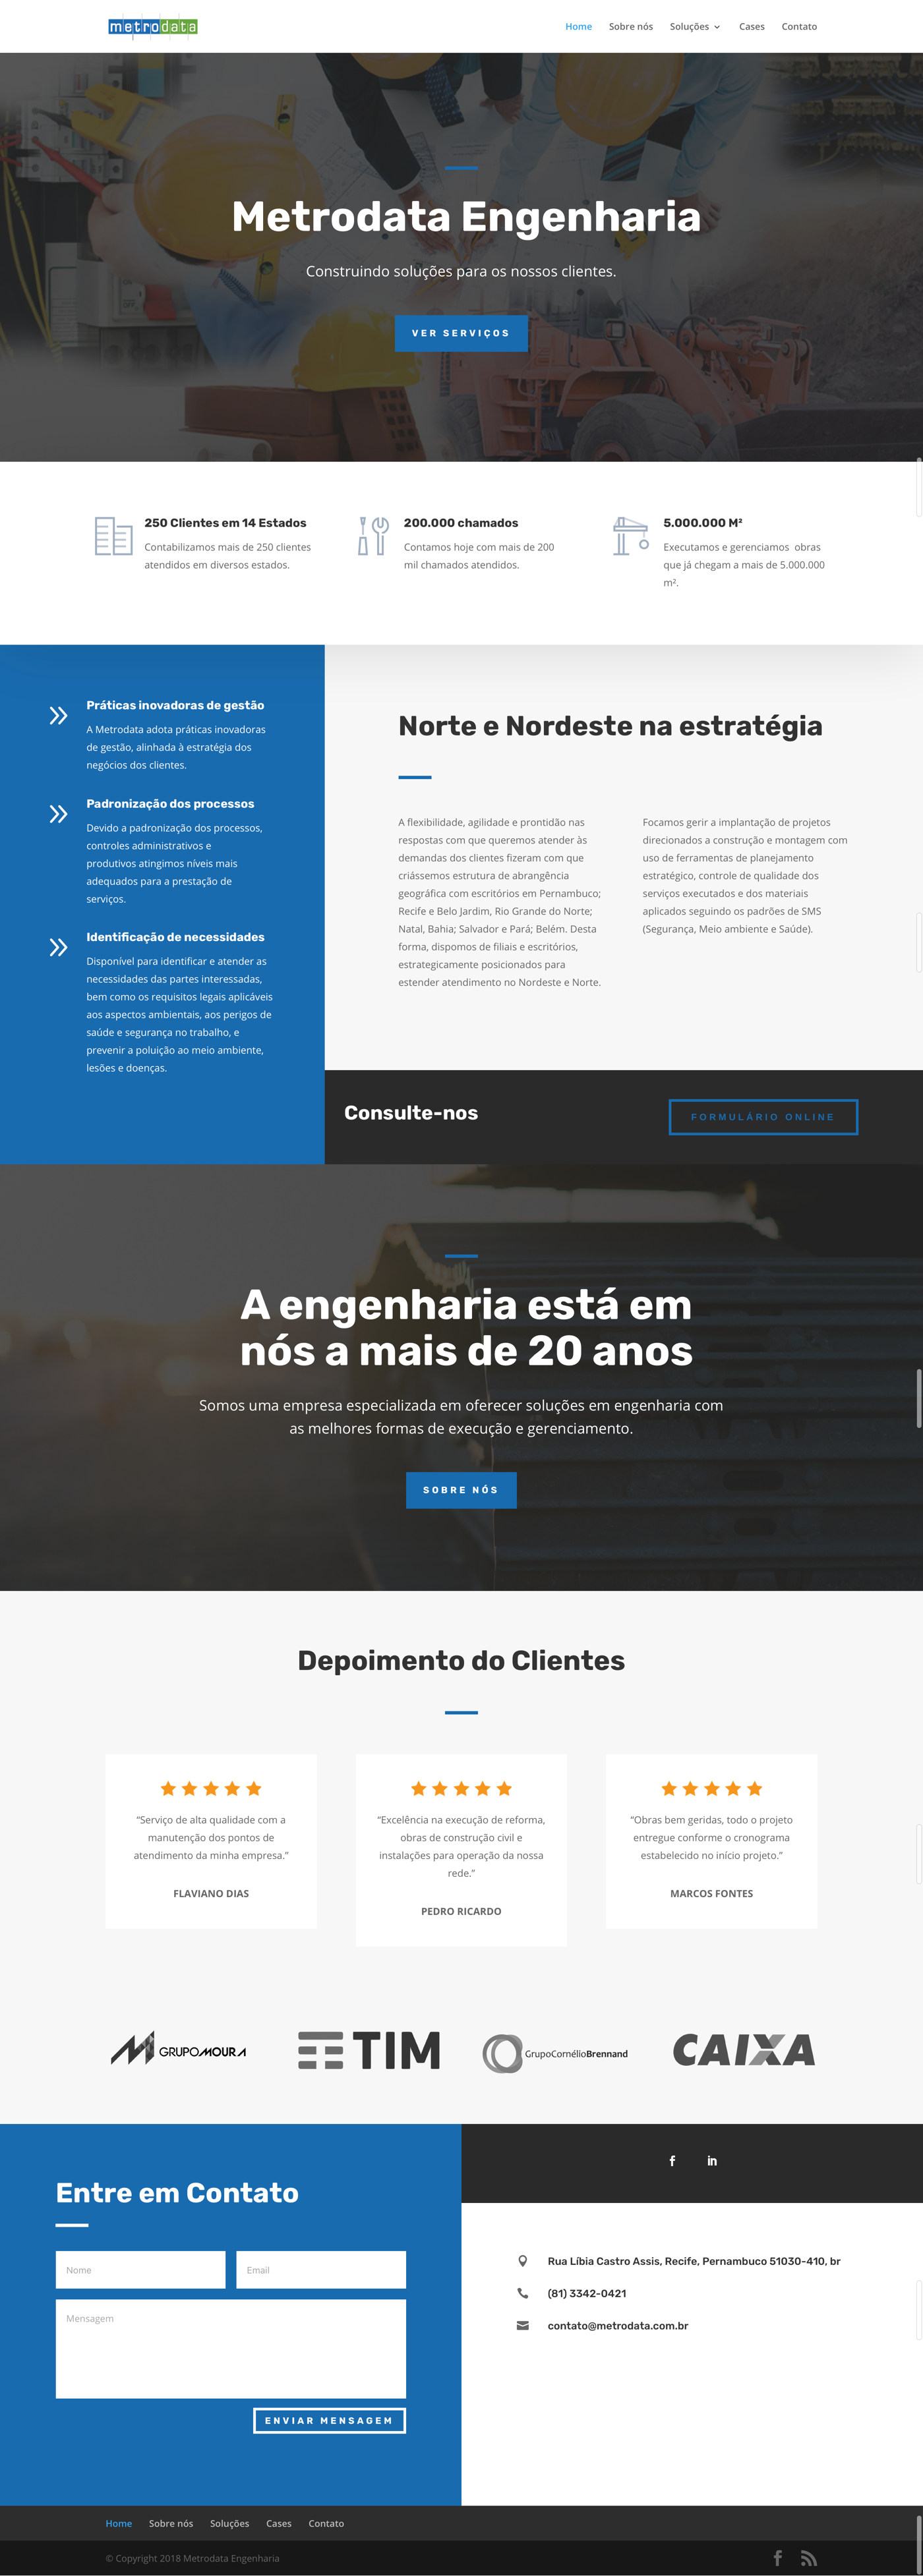 metrodata
Home Sobre nós Soluções Cases Contato
Metrodata Engenharia
Construindo soluções para os nossos clientes.
VER SERVIÇOS
250 Clientes em 14 Estados
Contabilizamos mais de 250 clientes
atendidos em diversos estados.
200.000 chamados
Contamos hoje com mais de 200
mil chamados atendidos.
5.000.000 M²
Executamos e gerenciamos obras
que já chegam a mais de 5.000.000
m².
Práticas inovadoras de gestão
A Metrodata adota práticas inovadoras
de gestão, alinhada à estratégia dos
negócios dos clientes.
Padronização dos processos
Devido a padronização dos processos,
controles administrativos e
produtivos atingimos níveis mais
adequados para a prestação de
serviços.
Identificação de necessidades
Disponível para identificar e atender as
necessidades das partes interessadas,
bem como os requisitos legais aplicáveis
aos aspectos ambientais, aos perigos de
saúde e segurança no trabalho, e
prevenir a poluição ao meio ambiente,
lesões e doenças.
Norte e Nordeste na estratégia
A flexibilidade, agilidade e prontidão nas
respostas com que queremos atender às
demandas dos clientes fizeram com que
criássemos estrutura de abrangência
geográfica com escritórios em Pernambuco;
Recife e Belo Jardim, Rio Grande do Norte;
Natal, Bahia; Salvador e Pará; Belém. Desta
forma, dispomos de filiais e escritórios,
estrategicamente posicionados para
estender atendimento no Nordeste e Norte.
Focamos gerir a implantação de projetos
direcionados a construção e montagem com
uso de ferramentas de planejamento
estratégico, controle de qualidade dos
serviços executados e dos materiais
aplicados seguindo os padrões de SMS
(Segurança, Meio ambiente e Saúde).
Consulte-nos
FORMULÁRIO ONLINE
A engenharia está em
nós a mais de 20 anos
Somos uma empresa especializada em oferecer soluções em engenharia com
as melhores formas de execução e gerenciamento.
SOBRE NÓS
Depoimento do Clientes
“Serviço de alta qualidade com a
manutenção dos pontos de
atendimento da minha empresa.”
FLAVIANO DIAS
“Excelência na execução de reforma,
obras de construção civil e
instalações para operação da nossa
rede.”
PEDRO RICARDO
“Obras bem geridas, todo o projeto
entregue conforme o cronograma
estabelecido no início projeto.”
MARCOS FONTES
GRUPOMOURA
TIM
GrupoCornélioBrennand
CAIXA
Entre em Contato
Nome
Email
Mensagem
ENVIAR MENSAGEM
Rua Líbia Castro Assis, Recife, Pernambuco 51030-410, br
(81) 3342-0421
contato@metrodata.com.br
Home Sobre nós Soluções Cases Contato
© Copyright 2018 Metrodata Engenharia